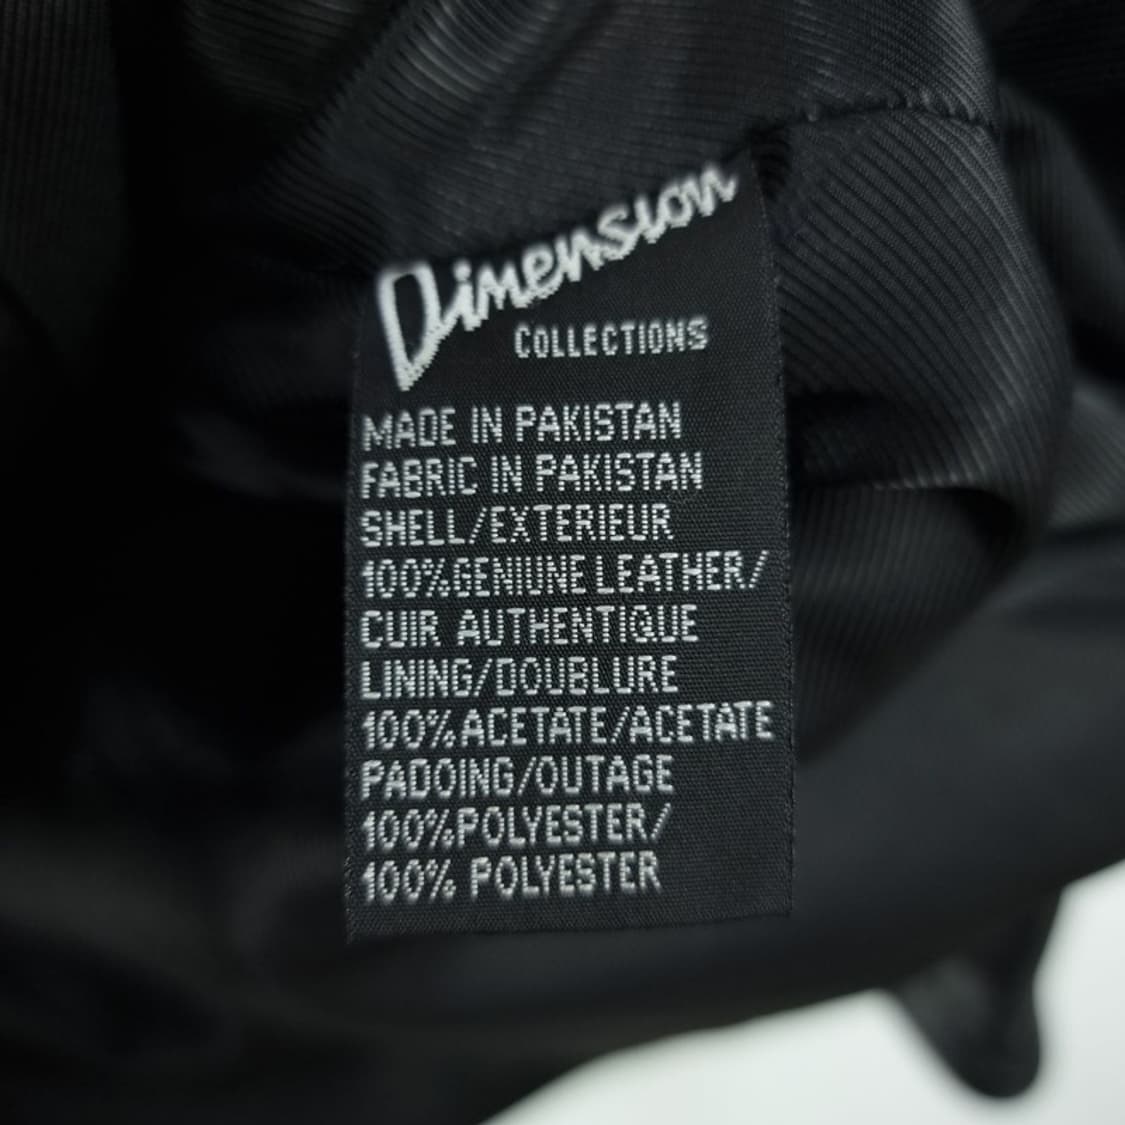 Dimension
COLLECTIONS
MADE IN PAKISTAN
FABRIC IN PAKISTAN
SHELL/EXTERIEUR
100%GENIUNE LEATHER/
CUIR AUTHENTIQUE
LINING/DOUBLURE
100%ACETATE/ACETATE
PADDING/OUTAGE
100%POLYESTER/
100% POLYESTER